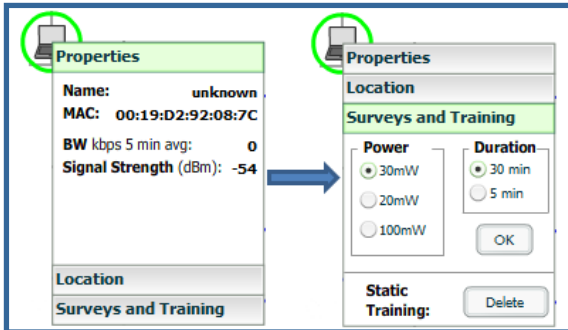 Properties
Name: unknown
MAC: 00:19:D2:92:08:7C
BW kbps 5 min avg: 0
Signal Strength (dBm): -54
Location
Surveys and Training
Properties
Location
Surveys and Training
Power
30mW
20mW
100mW
Duration
30 min
5 min
OK
Static
Training:
Delete